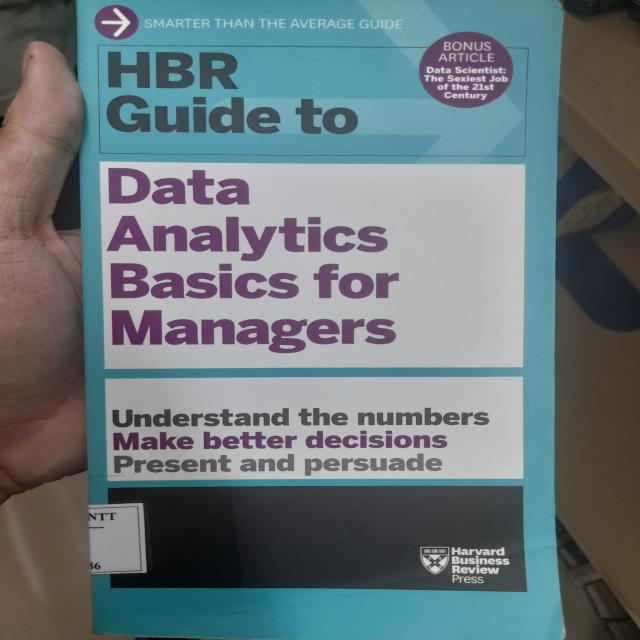 SMARTER THAN THE AVERAGE GUIDE
HBR
Guide to
BONUS
ARTICLE
Data Scientist:
The Sexiest Job
of the 21st
Century
Data
Analytics
Basics for
Managers
Understand the numbers
Make better decisions
Present and persuade
NTT
86
Harvard
Business
Review
Press